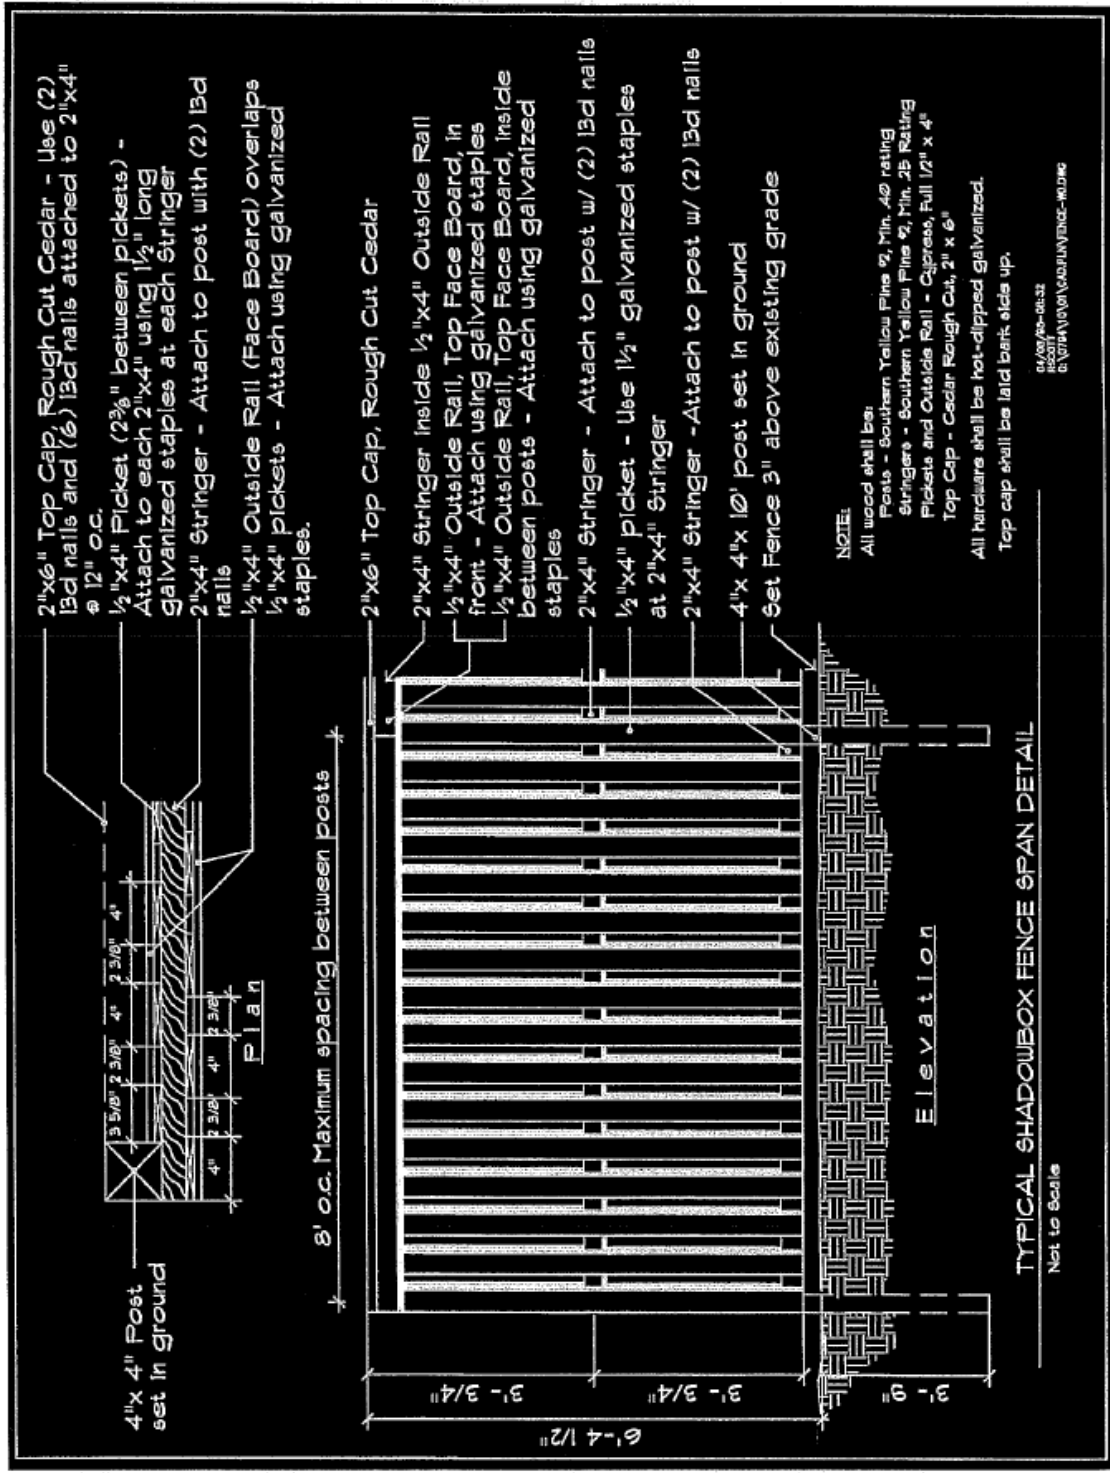 2"x6" Top Cap, Rough Cut Cedar - Use (2)
13d nails and (6) 13d nails attached to 2"x4"
@ 12" o.c.
½"x4" Picket (2⅜" between pickets) -
Attach to each 2"x4" using 1½" long
galvanized staples at each Stringer
2"x4" Stringer - Attach to post with (2) 13d
nails
½"x4" Outside Rail (Face Board) overlaps
½"x4" pickets - Attach using galvanized
staples.
4"x 4" Post
set in ground
3 5/8" 2 3/8" 4" 2 3/8" 4"
4" 2 3/8" 4" 2 3/8"
Plan
8' o.c. Maximum spacing between posts
2"x6" Top Cap, Rough Cut Cedar
2"x4" Stringer inside ½"x4" Outside Rail
½"x4" Outside Rail, Top Face Board, in
front - Attach using galvanized staples
½"x4" Outside Rail, Top Face Board, inside
between posts - Attach using galvanized
staples
2"x4" Stringer - Attach to post w/ (2) 13d nails
½"x4" picket - Use 1½" galvanized staples
at 2"x4" Stringer
2"x4" Stringer -Attach to post w/ (2) 13d nails
4"x 4"x 10' post set in ground
Set Fence 3" above existing grade
3'- 3/4"
3'- 3/4"
6'-4 1/2"
3'- 9"
Elevation
NOTE:
All wood shall be:
Posts - Southern Yellow Pine #2, Min. .40 rating
Stringers - Southern Yellow Pine #2, Min. .25 Rating
Pickets and Outside Rail - Cypress, Full 1/2" x 4"
Top Cap - Cedar Rough Cut, 2" x 6"
All hardware shall be hot-dipped galvanized.
Top cap shall be laid bark side up.
TYPICAL SHADOWBOX FENCE SPAN DETAIL
Not to Scale